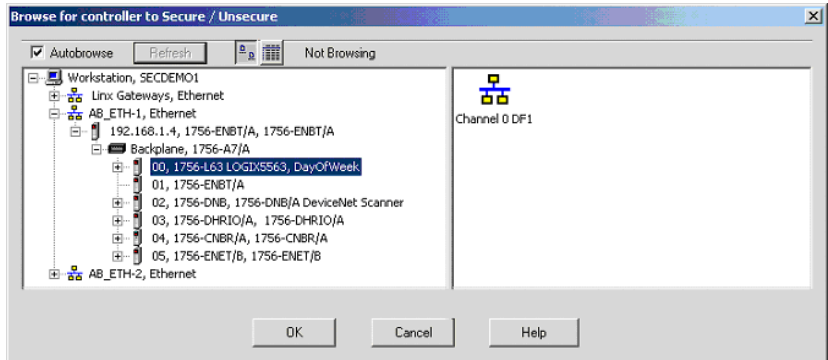 Browse for controller to Secure / Unsecure
Autobrowse Refresh Not Browsing
Workstation, SECDEMO1
Linx Gateways, Ethernet
AB_ETH-1, Ethernet
192.168.1.4, 1756-ENBT/A, 1756-ENBT/A
Backplane, 1756-A7/A
00, 1756-L63 LOGIX5563, DayOfWeek
01, 1756-ENBT/A
02, 1756-DNB, 1756-DNB/A DeviceNet Scanner
03, 1756-DHRIO/A, 1756-DHRIO/A
04, 1756-CNBR/A, 1756-CNBR/A
05, 1756-ENET/B, 1756-ENET/B
AB_ETH-2, Ethernet
Channel 0 DF1
OK Cancel Help